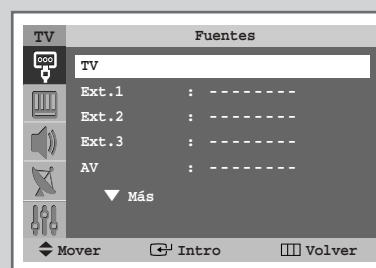 TV Fuentes
TV
Ext.1 : --------
Ext.2 : --------
Ext.3 : --------
AV : --------
Más
Mover Intro Volver